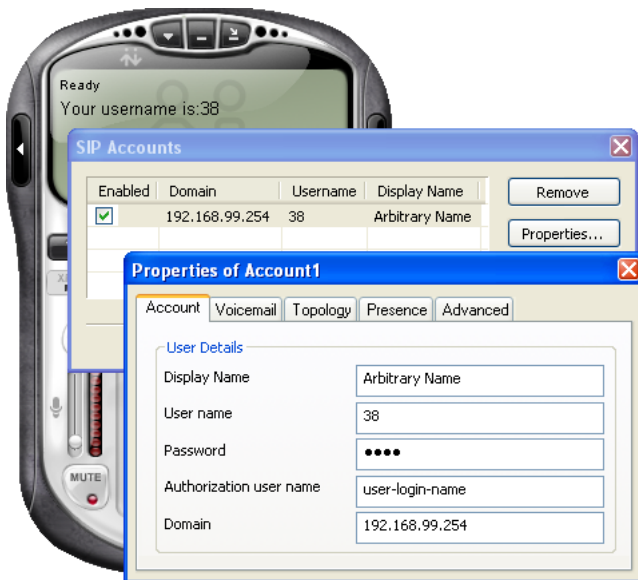 Ready
Your username is:38
SIP Accounts
Enabled Domain Username Display Name Remove
192.168.99.254 38 Arbitrary Name
Properties...
Properties of Account1
Account Voicemail Topology Presence Advanced
User Details
Display Name Arbitrary Name
User name 38
Password ●●●●
Authorization user name user-login-name
Domain 192.168.99.254
MUTE